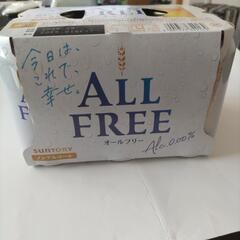 今日は、
これで、
幸せ。
ALL
FREE
オールフリー
Alc.0.00%
SUNTORY
ノンアルコール